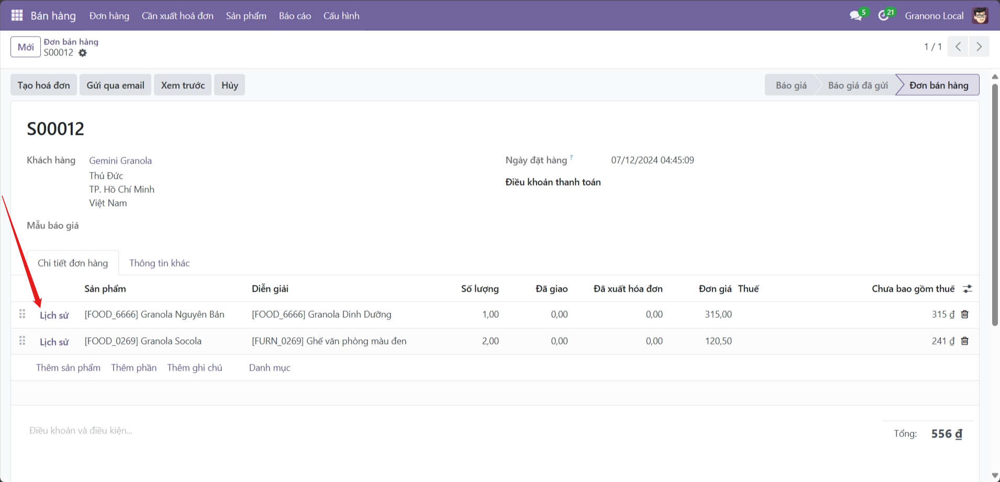 Bán hàng Đơn hàng Cần xuất hoá đơn Sản phẩm Báo cáo Cấu hình 5 21 Granono Local
Mới Đơn bán hàng
S00012 1 / 1
Tạo hoá đơn Gửi qua email Xem trước Hủy Báo giá Báo giá đã gửi Đơn bán hàng
S00012
Khách hàng Gemini Granola Ngày đặt hàng ? 07/12/2024 04:45:09
Thủ Đức
Điều khoản thanh toán
TP. Hồ Chí Minh
Việt Nam
Mẫu báo giá
Chi tiết đơn hàng Thông tin khác
Sản phẩm Diễn giải Số lượng Đã giao Đã xuất hóa đơn Đơn giá Thuế Chưa bao gồm thuế
Lịch sử [FOOD_6666] Granola Nguyên Bản [FOOD_6666] Granola Dinh Dưỡng 1,00 0,00 0,00 315,00 315 ₫
Lịch sử [FOOD_0269] Granola Socola [FURN_0269] Ghế văn phòng màu đen 2,00 0,00 0,00 120,50 241 ₫
Thêm sản phẩm Thêm phần Thêm ghi chú Danh mục
Điều khoản và điều kiện...
Tổng: 556 ₫